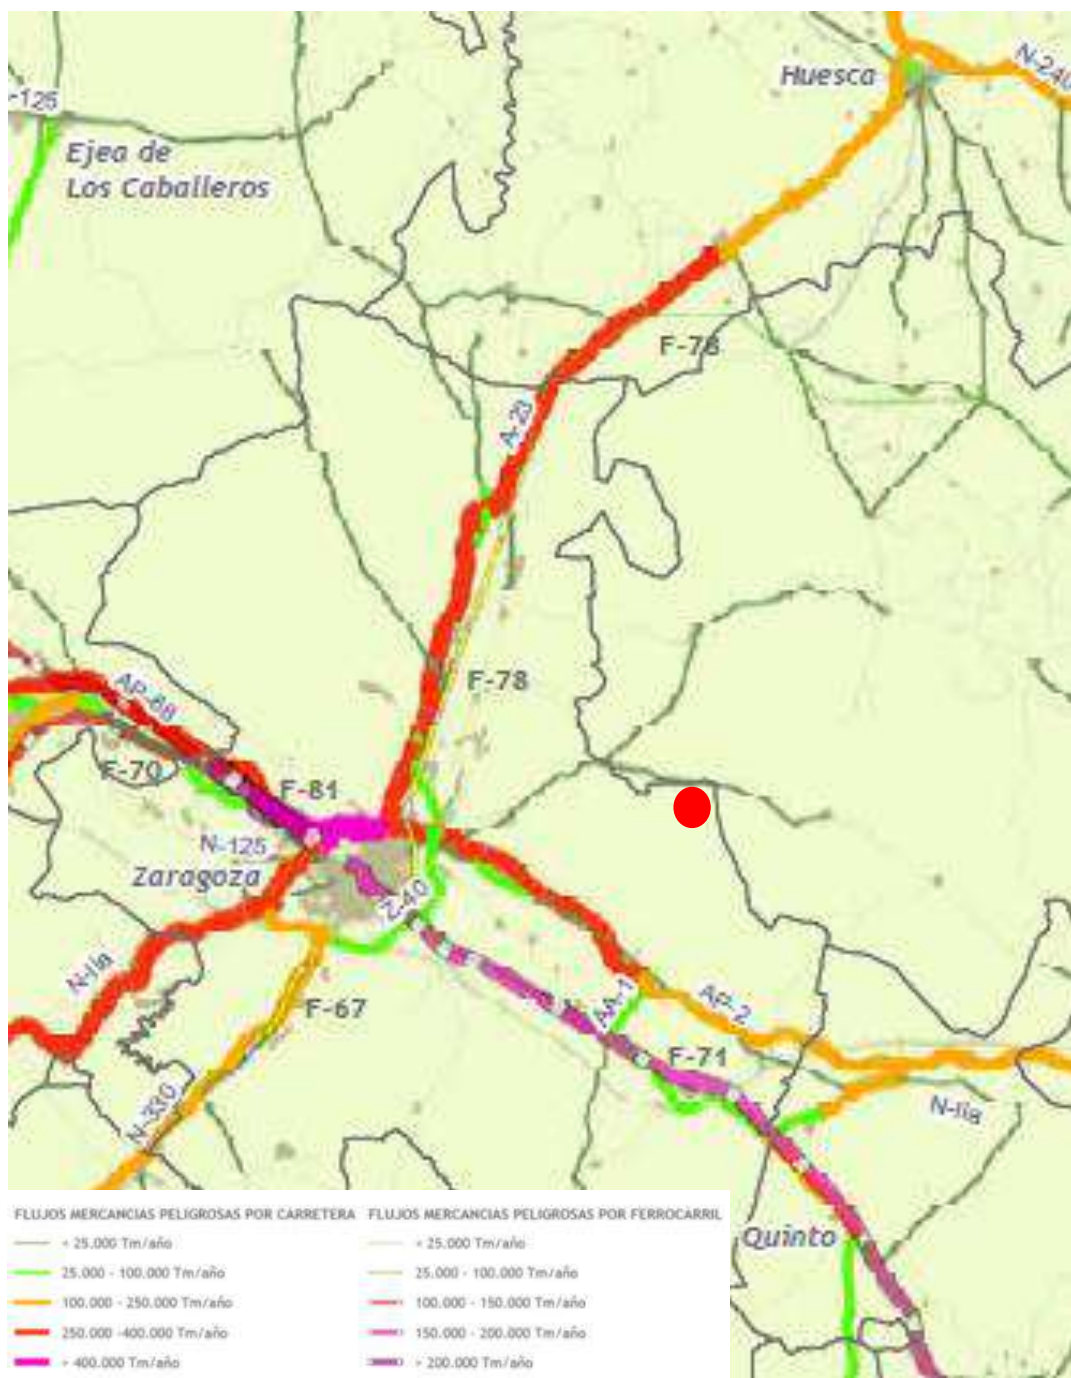 Huesca
N-240
-125
Ejea de
Los Caballeros
F-78
A-23
F-78
AP-68
F-70
F-81
N-125
Zaragoza
Z-40
N-IIa
F-67
AA-1
AP-2
F-71
N-IIa
N-330
Quinto
FLUJOS MERCANCIAS PELIGROSAS POR CARRETERA
< 25.000 Tm/año
25.000 - 100.000 Tm/año
100.000 - 250.000 Tm/año
250.000 -400.000 Tm/año
> 400.000 Tm/año
FLUJOS MERCANCIAS PELIGROSAS POR FERROCARRIL
< 25.000 Tm/año
25.000 - 100.000 Tm/año
100.000 - 150.000 Tm/año
150.000 - 200.000 Tm/año
> 200.000 Tm/año